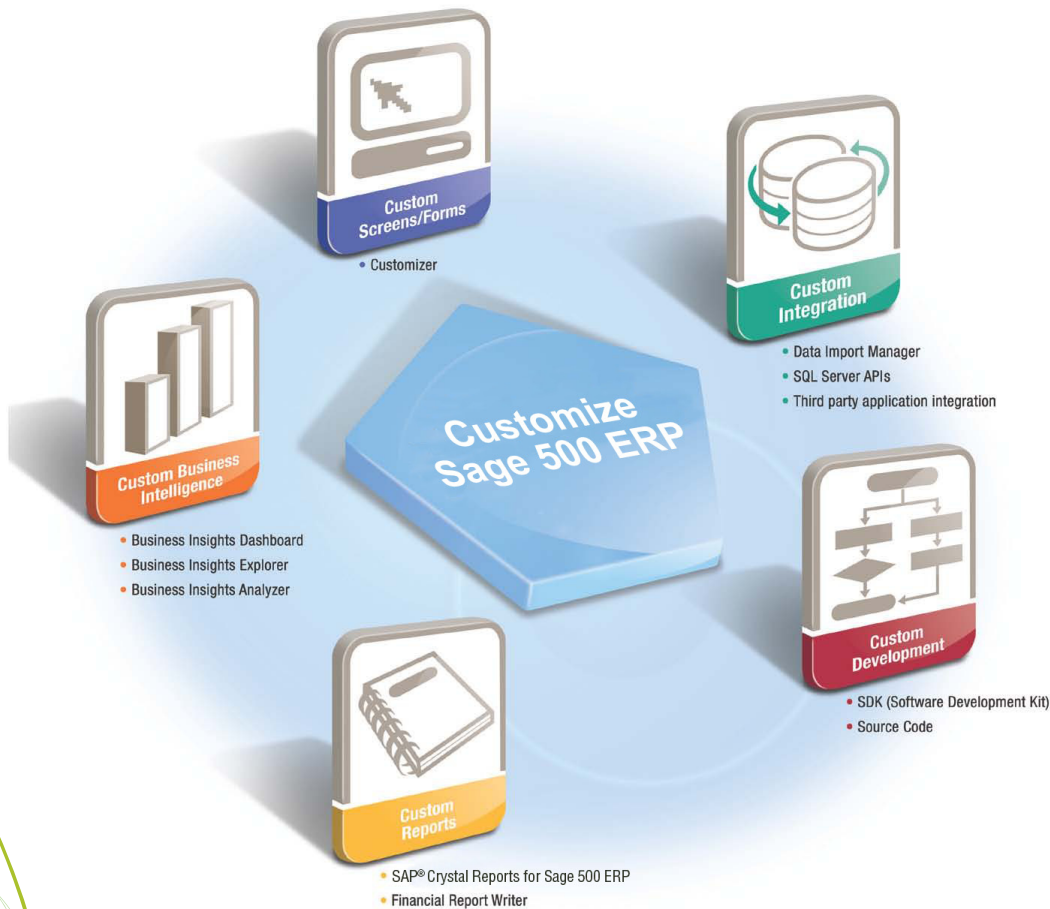 Custom
Screens/Forms
• Customizer
Custom
Integration
• Data Import Manager
• SQL Server APIs
• Third party application integration
Customize
Sage 500 ERP
Custom Business
Intelligence
• Business Insights Dashboard
• Business Insights Explorer
• Business Insights Analyzer
Custom
Development
• SDK (Software Development Kit)
• Source Code
Custom
Reports
• SAP® Crystal Reports for Sage 500 ERP
• Financial Report Writer